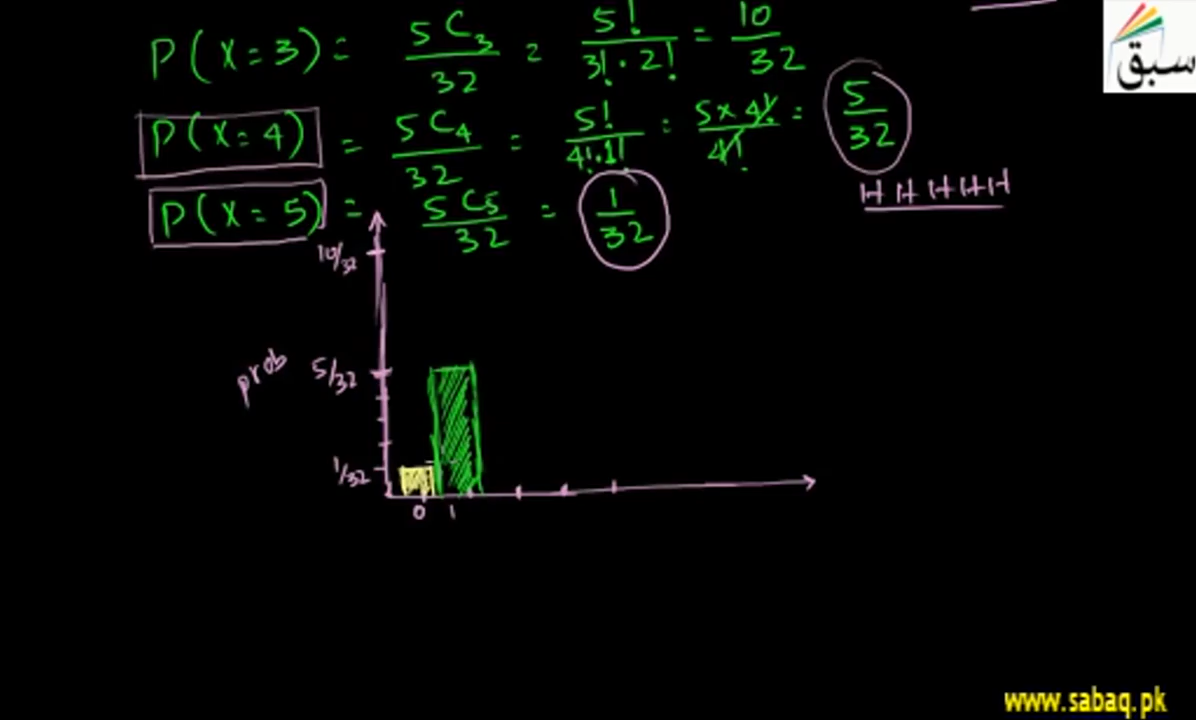 P(X=3) = 5C₃/32 = 5!/3!·2! = 10/32
سبق
P(X=4) = 5C₄/32 = 5!/4!·1! = 5×4!/4! = 5/32
HHHHH
P(X=5) = 5C₅/32 = 1/32
10/32
prob 5/32
1/32
0 1
www.sabaq.pk